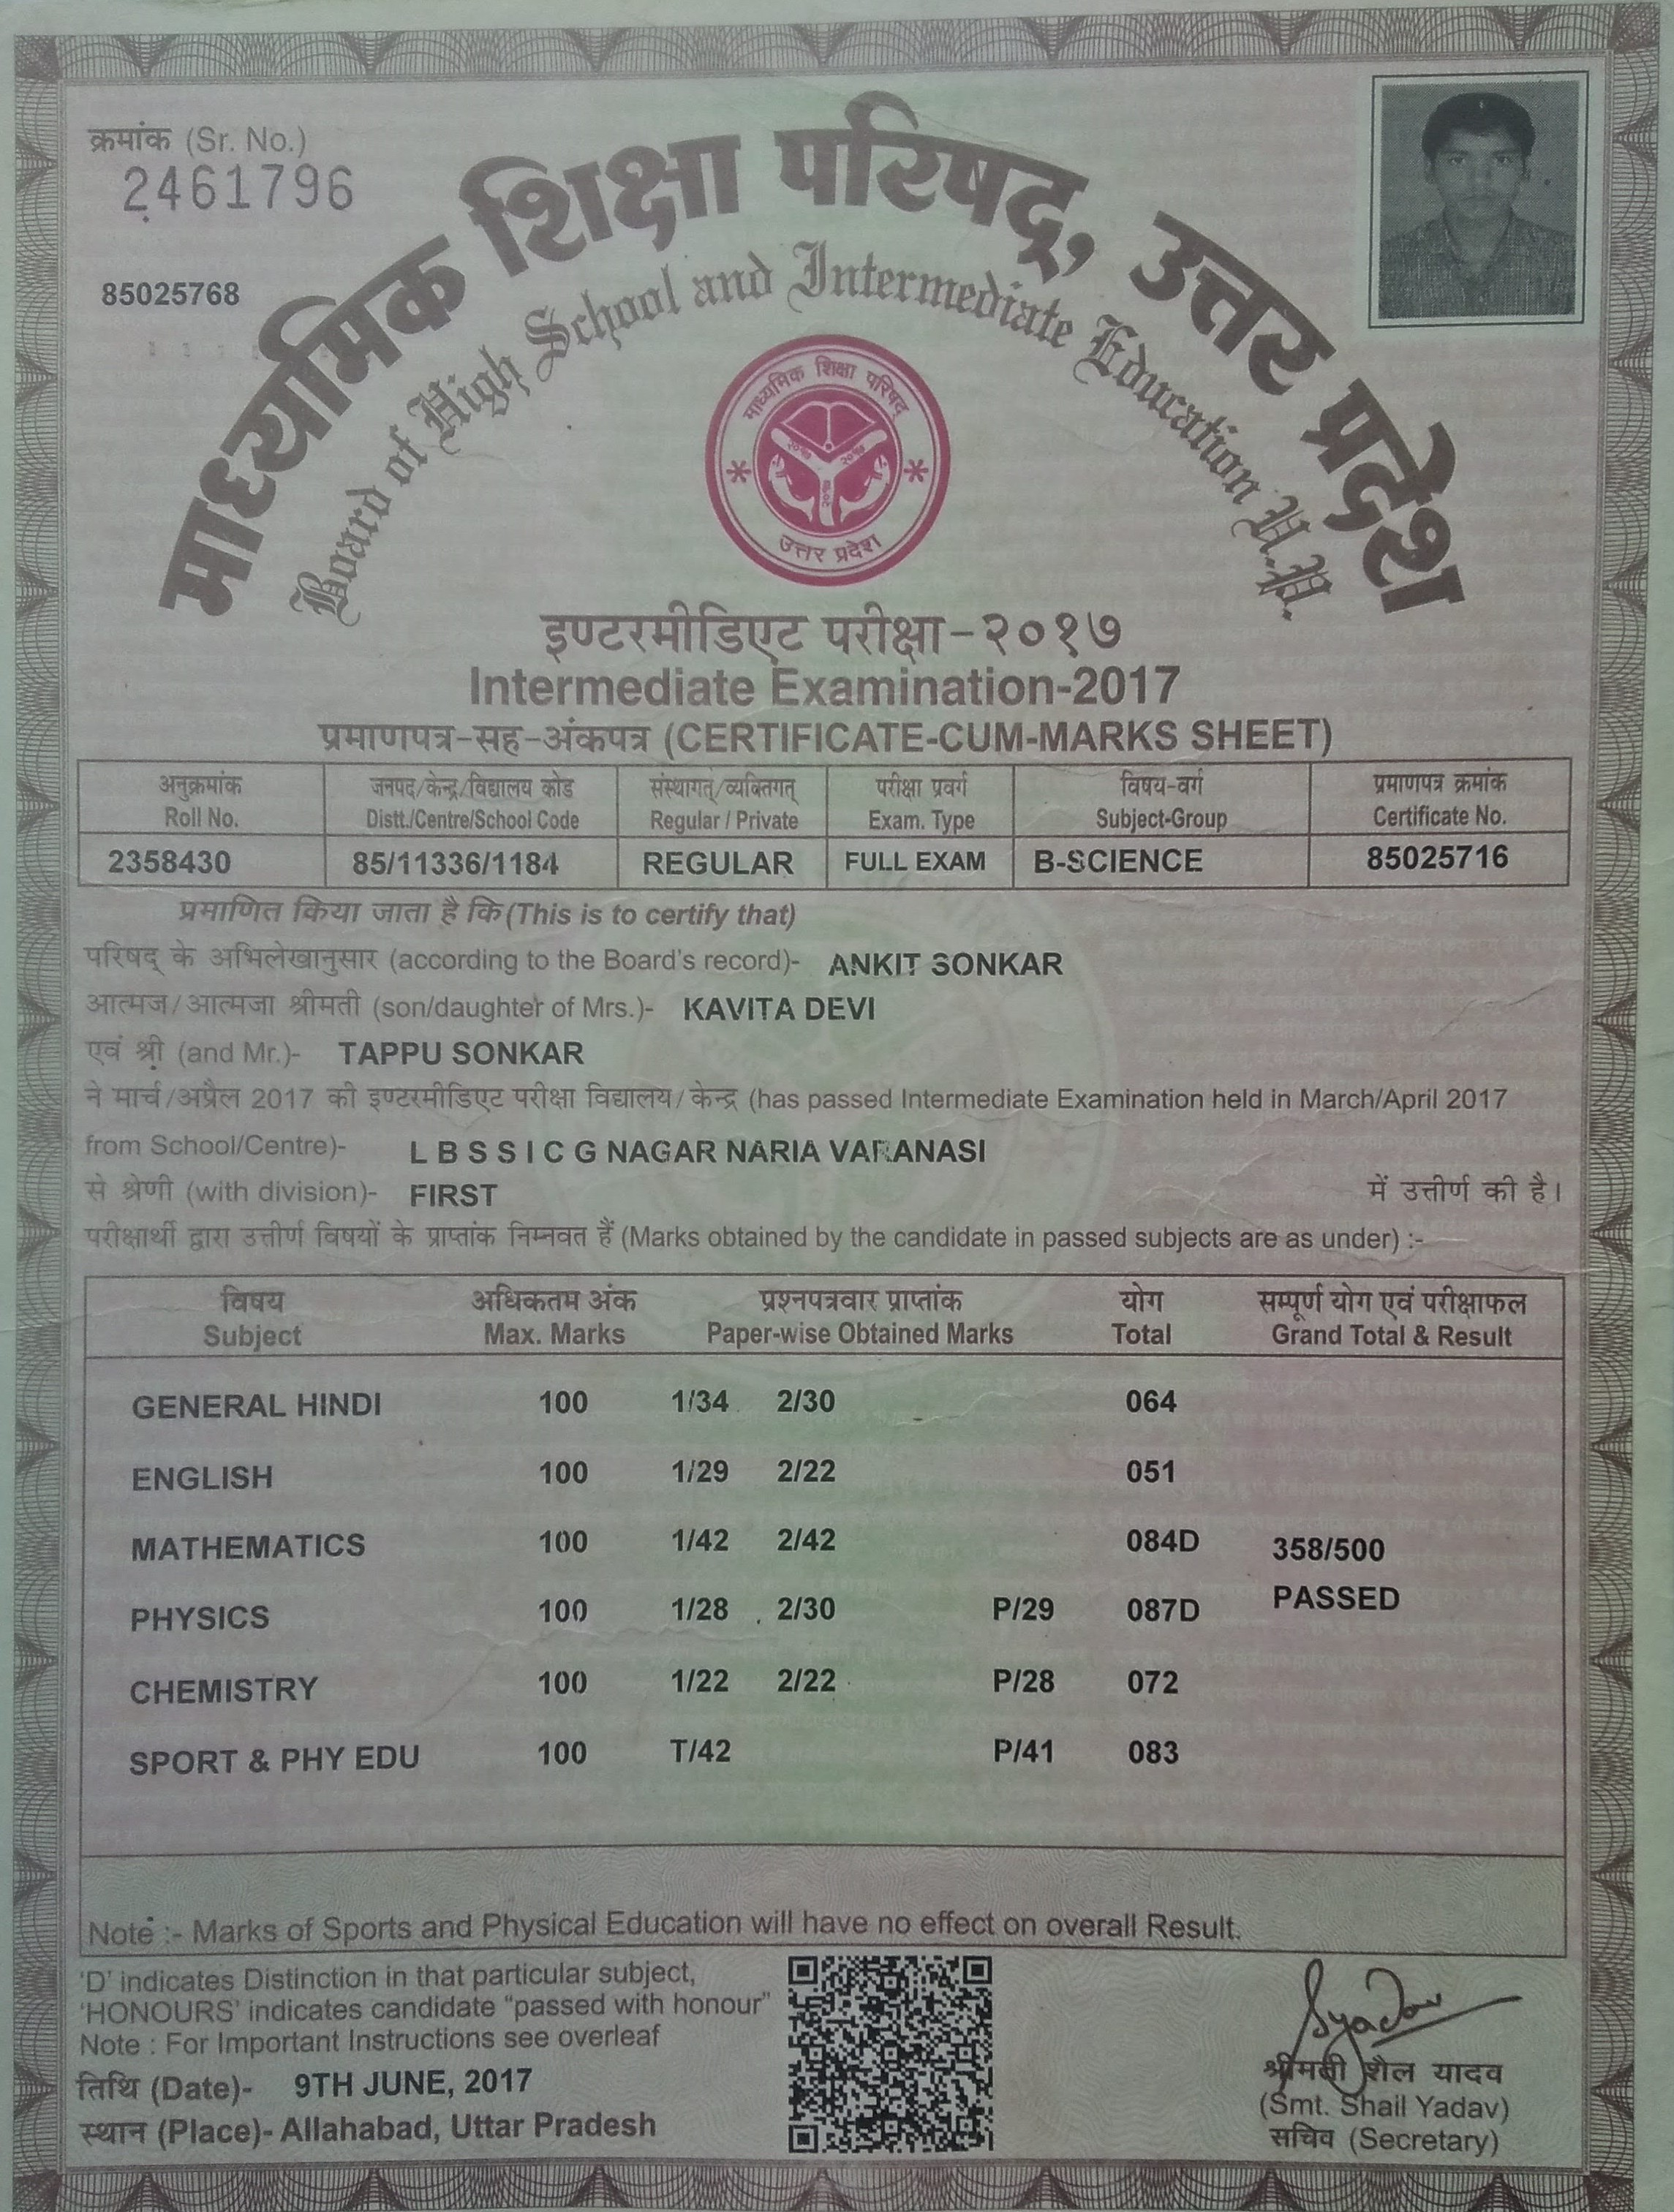 क्रमांक (Sr. No.)
2461796
85025768
माध्यमिक शिक्षा परिषद्, उत्तर प्रदेश
Board of High School and Intermediate Education U.P.
माध्यमिक शिक्षा परिषद्
२०१७ २०१७
२०१७
उत्तर प्रदेश
इण्टरमीडिएट परीक्षा-२०१७
Intermediate Examination-2017
प्रमाणपत्र-सह-अंकपत्र (CERTIFICATE-CUM-MARKS SHEET)
अनुक्रमांक जनपद/केन्द्र/विद्यालय कोड संस्थागत्/व्यक्तिगत् परीक्षा प्रवर्ग विषय-वर्ग प्रमाणपत्र क्रमांक
Roll No. Distt./Centre/School Code Regular / Private Exam. Type Subject-Group Certificate No.
2358430 85/11336/1184 REGULAR FULL EXAM B-SCIENCE 85025716
प्रमाणित किया जाता है कि (This is to certify that)
परिषद् के अभिलेखानुसार (according to the Board's record)- ANKIT SONKAR
आत्मज/आत्मजा श्रीमती (son/daughter of Mrs.)- KAVITA DEVI
एवं श्री (and Mr.)- TAPPU SONKAR
ने मार्च/अप्रैल 2017 की इण्टरमीडिएट परीक्षा विद्यालय/केन्द्र (has passed Intermediate Examination held in March/April 2017
from School/Centre)- L B S S I C G NAGAR NARIA VARANASI
से श्रेणी (with division)- FIRST में उत्तीर्ण की है।
परीक्षार्थी द्वारा उत्तीर्ण विषयों के प्राप्तांक निम्नवत हैं (Marks obtained by the candidate in passed subjects are as under) :-
विषय अधिकतम अंक प्रश्नपत्रवार प्राप्तांक योग सम्पूर्ण योग एवं परीक्षाफल
Subject Max. Marks Paper-wise Obtained Marks Total Grand Total & Result
GENERAL HINDI 100 1/34 2/30 064
ENGLISH 100 1/29 2/22 051
MATHEMATICS 100 1/42 2/42 084D 358/500
PHYSICS 100 1/28 2/30 P/29 087D PASSED
CHEMISTRY 100 1/22 2/22 P/28 072
SPORT & PHY EDU 100 T/42 P/41 083
Note :- Marks of Sports and Physical Education will have no effect on overall Result.
'D' indicates Distinction in that particular subject,
'HONOURS' indicates candidate "passed with honour"
Note : For Important Instructions see overleaf
तिथि (Date)- 9TH JUNE, 2017
स्थान (Place)- Allahabad, Uttar Pradesh
Syadav
श्रीमती शैल यादव
(Smt. Shail Yadav)
सचिव (Secretary)